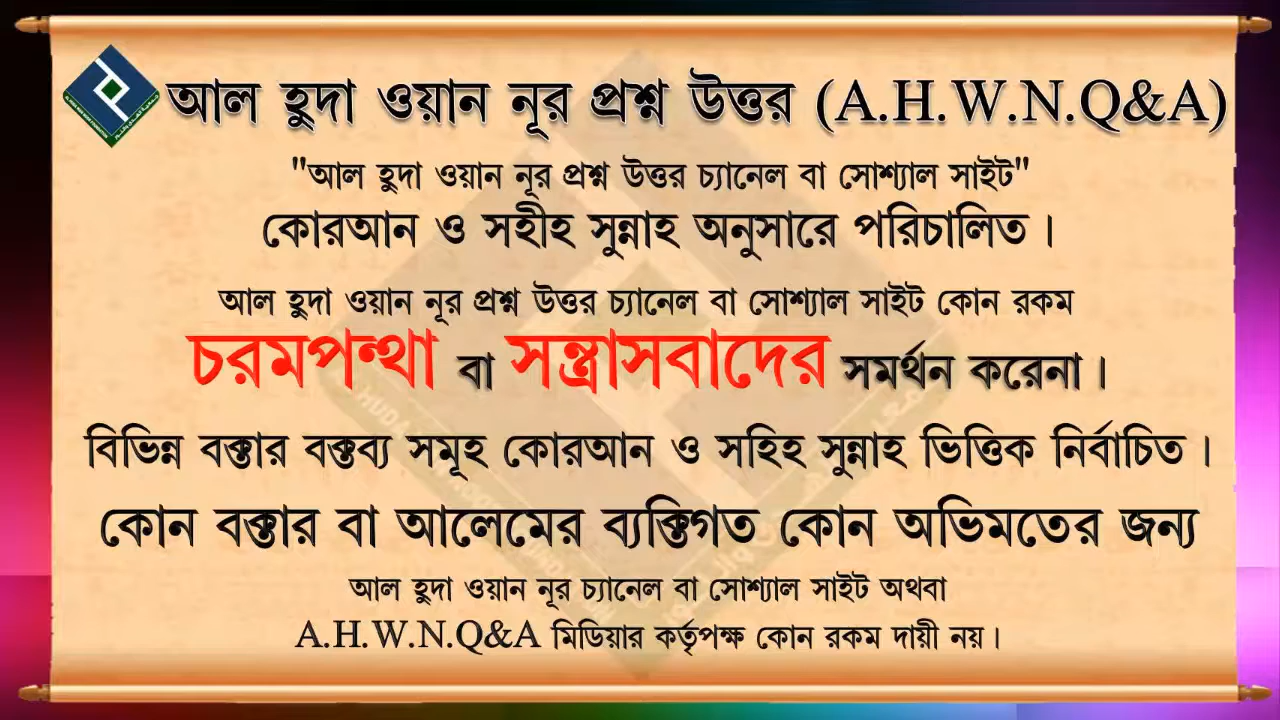 আল হুদা ওয়ান নূর প্রশ্ন উত্তর (A.H.W.N.Q&A)
"আল হুদা ওয়ান নূর প্রশ্ন উত্তর চ্যানেল বা সোশ্যাল সাইট"
কোরআন ও সহীহ সুন্নাহ অনুসারে পরিচালিত।
আল হুদা ওয়ান নূর প্রশ্ন উত্তর চ্যানেল বা সোশ্যাল সাইট কোন রকম
চরমপন্থা বা সন্ত্রাসবাদের সমর্থন করেনা।
বিভিন্ন বক্তার বক্তব্য সমূহ কোরআন ও সহিহ সুন্নাহ ভিত্তিক নির্বাচিত।
কোন বক্তার বা আলেমের ব্যক্তিগত কোন অভিমতের জন্য
আল হুদা ওয়ান নূর চ্যানেল বা সোশ্যাল সাইট অথবা
A.H.W.N.Q&A মিডিয়ার কর্তৃপক্ষ কোন রকম দায়ী নয়।